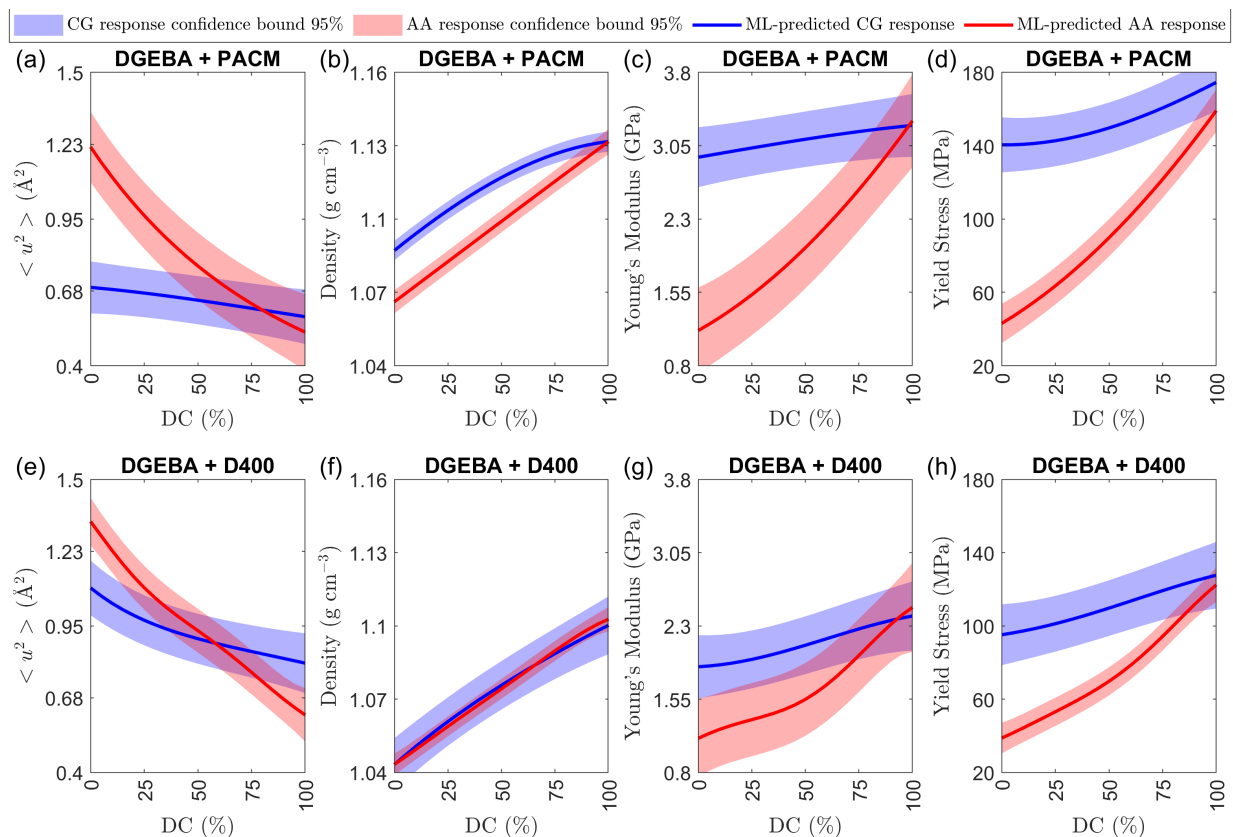 CG response confidence bound 95% AA response confidence bound 95% ML-predicted CG response ML-predicted AA response
(a) DGEBA + PACM (b) DGEBA + PACM (c) DGEBA + PACM (d) DGEBA + PACM
< u² > (Å²)
1.5
1.23
0.95
0.68
0.4
0 25 50 75 100
DC (%)
Density (g cm⁻³)
1.16
1.13
1.1
1.07
1.04
0 25 50 75 100
DC (%)
Young's Modulus (GPa)
3.8
3.05
2.3
1.55
0.8
0 25 50 75 100
DC (%)
Yield Stress (MPa)
180
140
100
60
20
0 25 50 75 100
DC (%)
(e) DGEBA + D400 (f) DGEBA + D400 (g) DGEBA + D400 (h) DGEBA + D400
< u² > (Å²)
1.5
1.23
0.95
0.68
0.4
0 25 50 75 100
DC (%)
Density (g cm⁻³)
1.16
1.13
1.1
1.07
1.04
0 25 50 75 100
DC (%)
Young's Modulus (GPa)
3.8
3.05
2.3
1.55
0.8
0 25 50 75 100
DC (%)
Yield Stress (MPa)
180
140
100
60
20
0 25 50 75 100
DC (%)